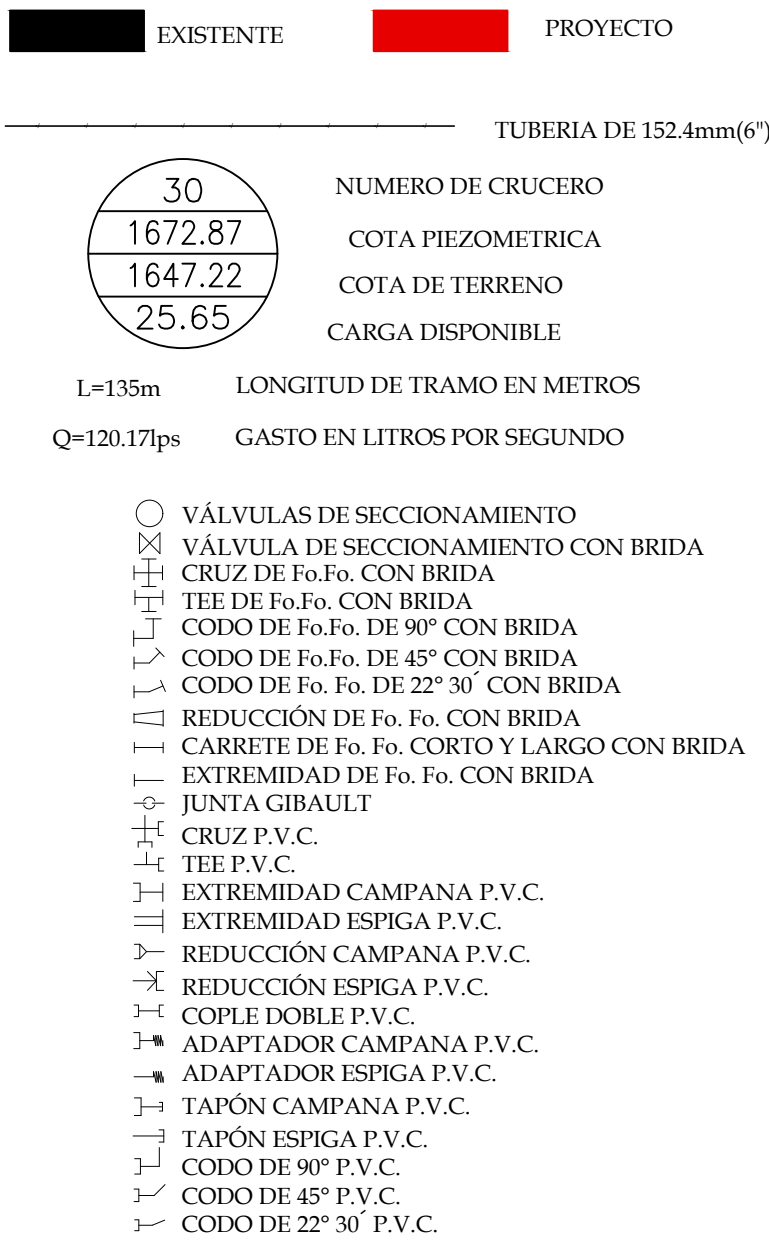 EXISTENTE PROYECTO
TUBERIA DE 152.4mm(6")
30 NUMERO DE CRUCERO
1672.87 COTA PIEZOMETRICA
1647.22 COTA DE TERRENO
25.65 CARGA DISPONIBLE
L=135m LONGITUD DE TRAMO EN METROS
Q=120.17lps GASTO EN LITROS POR SEGUNDO
VÁLVULAS DE SECCIONAMIENTO
VÁLVULA DE SECCIONAMIENTO CON BRIDA
CRUZ DE Fo.Fo. CON BRIDA
TEE DE Fo.Fo. CON BRIDA
CODO DE Fo.Fo. DE 90° CON BRIDA
CODO DE Fo.Fo. DE 45° CON BRIDA
CODO DE Fo. Fo. DE 22° 30´ CON BRIDA
REDUCCIÓN DE Fo. Fo. CON BRIDA
CARRETE DE Fo. Fo. CORTO Y LARGO CON BRIDA
EXTREMIDAD DE Fo. Fo. CON BRIDA
JUNTA GIBAULT
CRUZ P.V.C.
TEE P.V.C.
EXTREMIDAD CAMPANA P.V.C.
EXTREMIDAD ESPIGA P.V.C.
REDUCCIÓN CAMPANA P.V.C.
REDUCCIÓN ESPIGA P.V.C.
COPLE DOBLE P.V.C.
ADAPTADOR CAMPANA P.V.C.
ADAPTADOR ESPIGA P.V.C.
TAPÓN CAMPANA P.V.C.
TAPÓN ESPIGA P.V.C.
CODO DE 90° P.V.C.
CODO DE 45° P.V.C.
CODO DE 22° 30´ P.V.C.